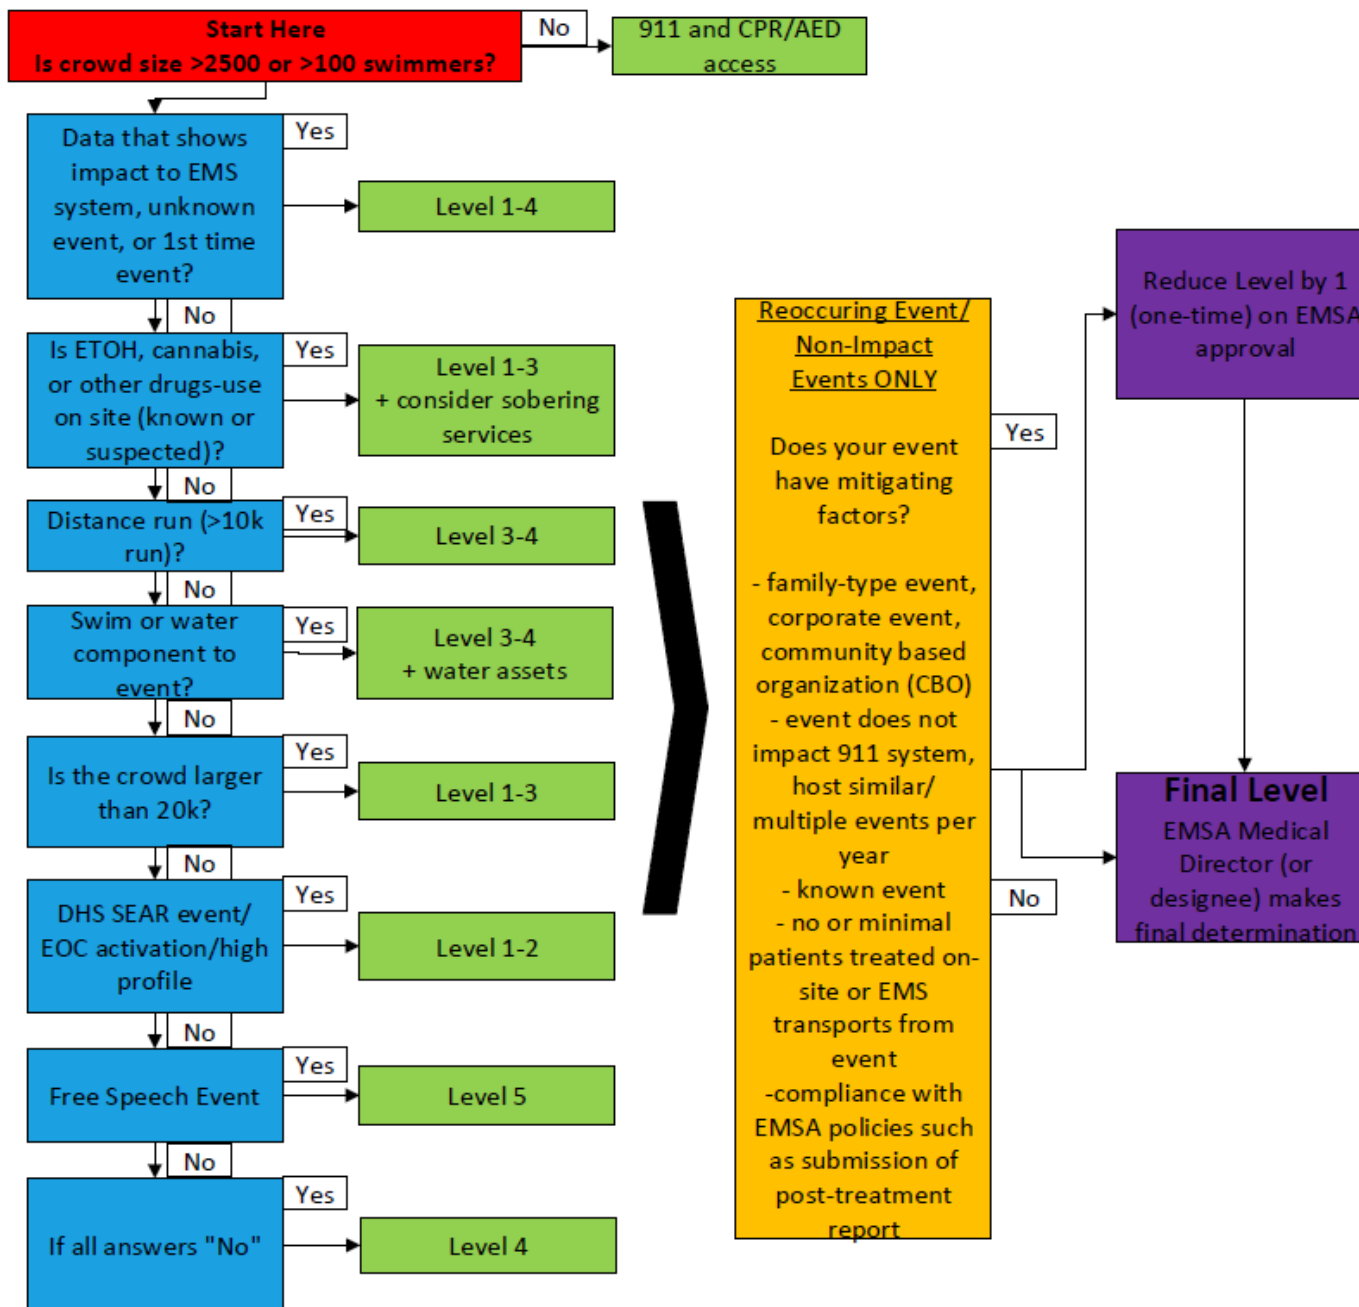 Start Here
Is crowd size >2500 or >100 swimmers?
No
911 and CPR/AED
access
Data that shows
impact to EMS
system, unknown
event, or 1st time
event?
Yes
Level 1-4
No
Is ETOH, cannabis,
or other drugs-use
on site (known or
suspected)?
Yes
Level 1-3
+ consider sobering
services
No
Distance run (>10k
run)?
Yes
Level 3-4
No
Swim or water
component to
event?
Yes
Level 3-4
+ water assets
No
Is the crowd larger
than 20k?
Yes
Level 1-3
No
DHS SEAR event/
EOC activation/high
profile
Yes
Level 1-2
No
Free Speech Event
Yes
Level 5
No
If all answers "No"
Yes
Level 4
Reoccuring Event/
Non-Impact
Events ONLY
Does your event
have mitigating
factors?
- family-type event,
corporate event,
community based
organization (CBO)
- event does not
impact 911 system,
host similar/
multiple events per
year
- known event
- no or minimal
patients treated on-
site or EMS
transports from
event
-compliance with
EMSA policies such
as submission of
post-treatment
report
Yes
No
Reduce Level by 1
(one-time) on EMSA
approval
Final Level
EMSA Medical
Director (or
designee) makes
final determination